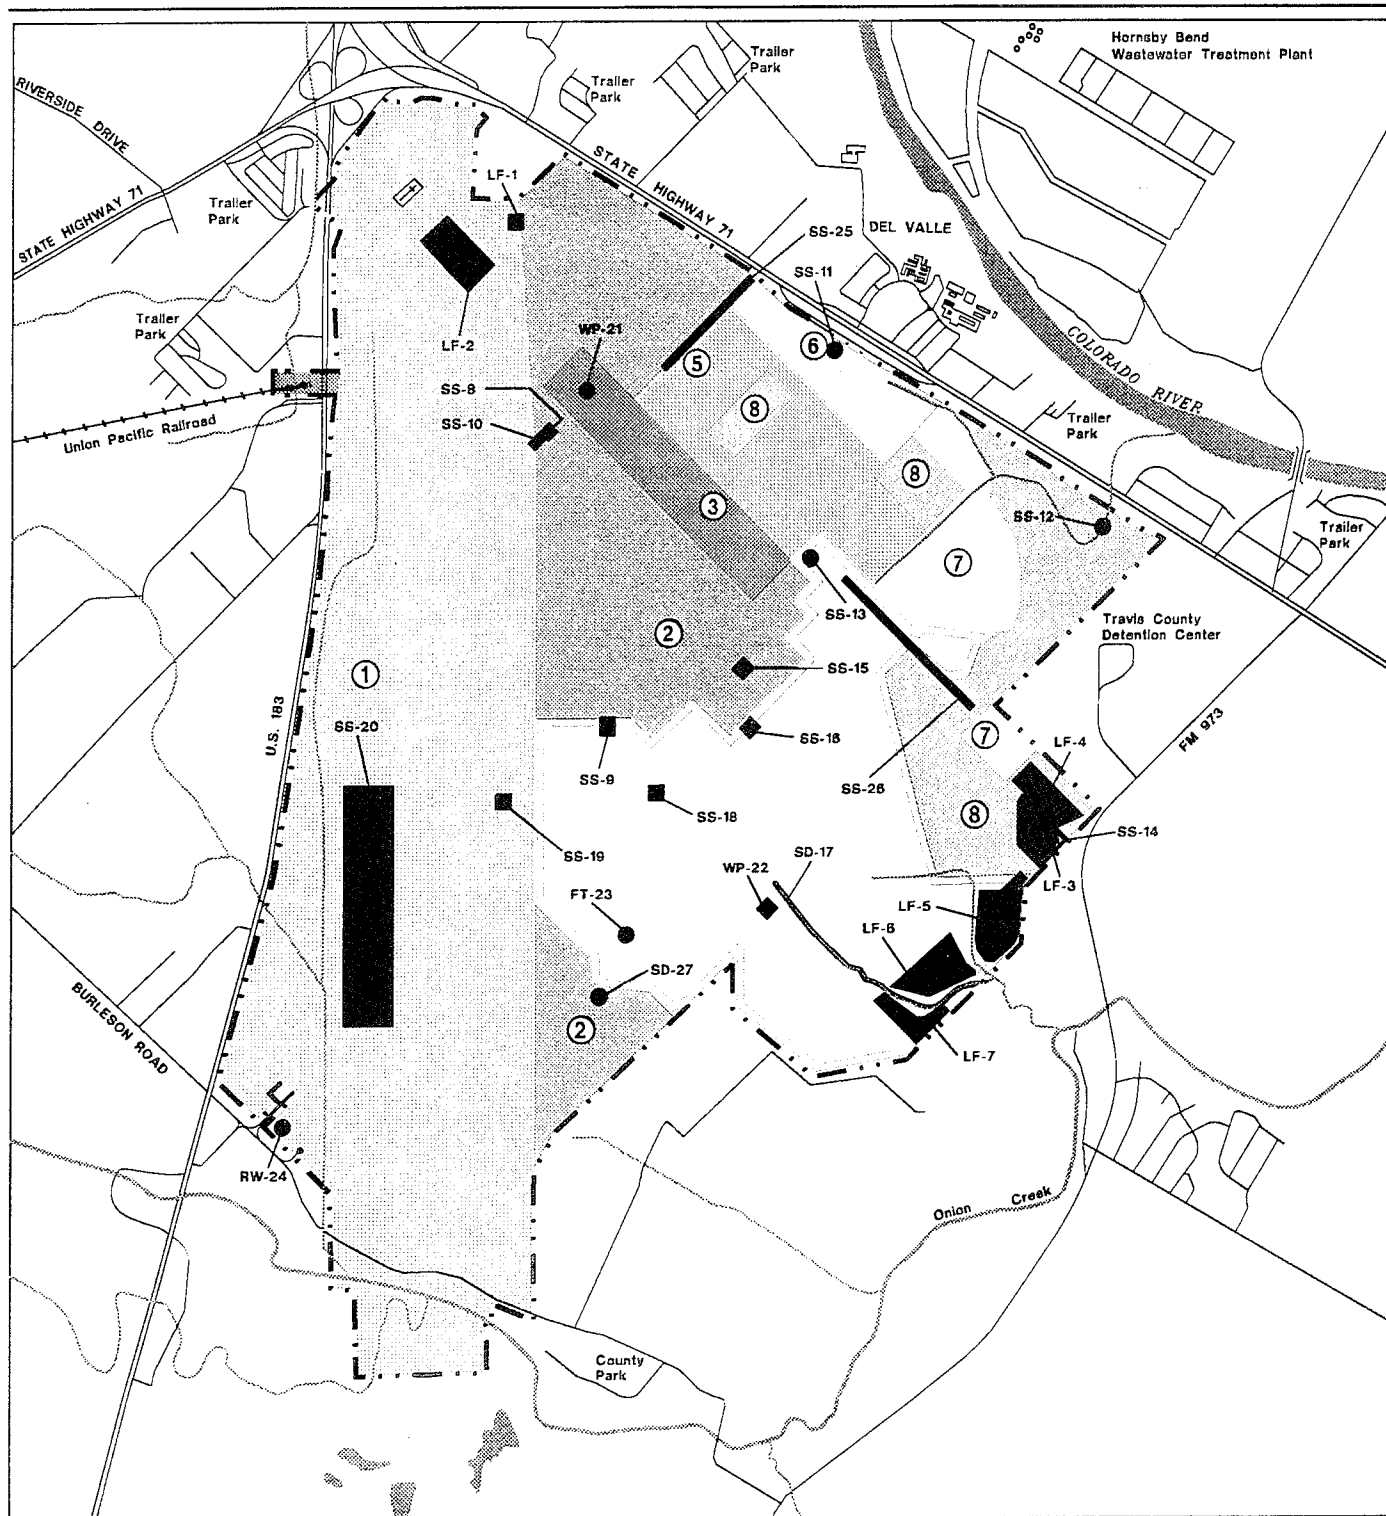 Hornsby Bend
Wastewater Treatment Plant
Trailer
Park
Trailer
Park
RIVERSIDE DRIVE
STATE HIGHWAY 71
LF-1
STATE HIGHWAY 71
Trailer
Park
DEL VALLE
SS-25
SS-11
Trailer
Park
LF-2
WP-21
6
5
COLORADO RIVER
SS-8
8
SS-10
Union Pacific Railroad
Trailer
Park
8
3
SS-12
Trailer
Park
7
SS-13
Travis County
Detention Center
2
SS-15
1
U.S. 183
SS-20
SS-16
7
FM 973
LF-4
SS-9
SS-26
SS-18
8
SS-14
SS-19
SD-17
WP-22
LF-3
FT-23
LF-5
LF-6
SD-27
BURLESON ROAD
2
LF-7
RW-24
Onion Creek
County
Park